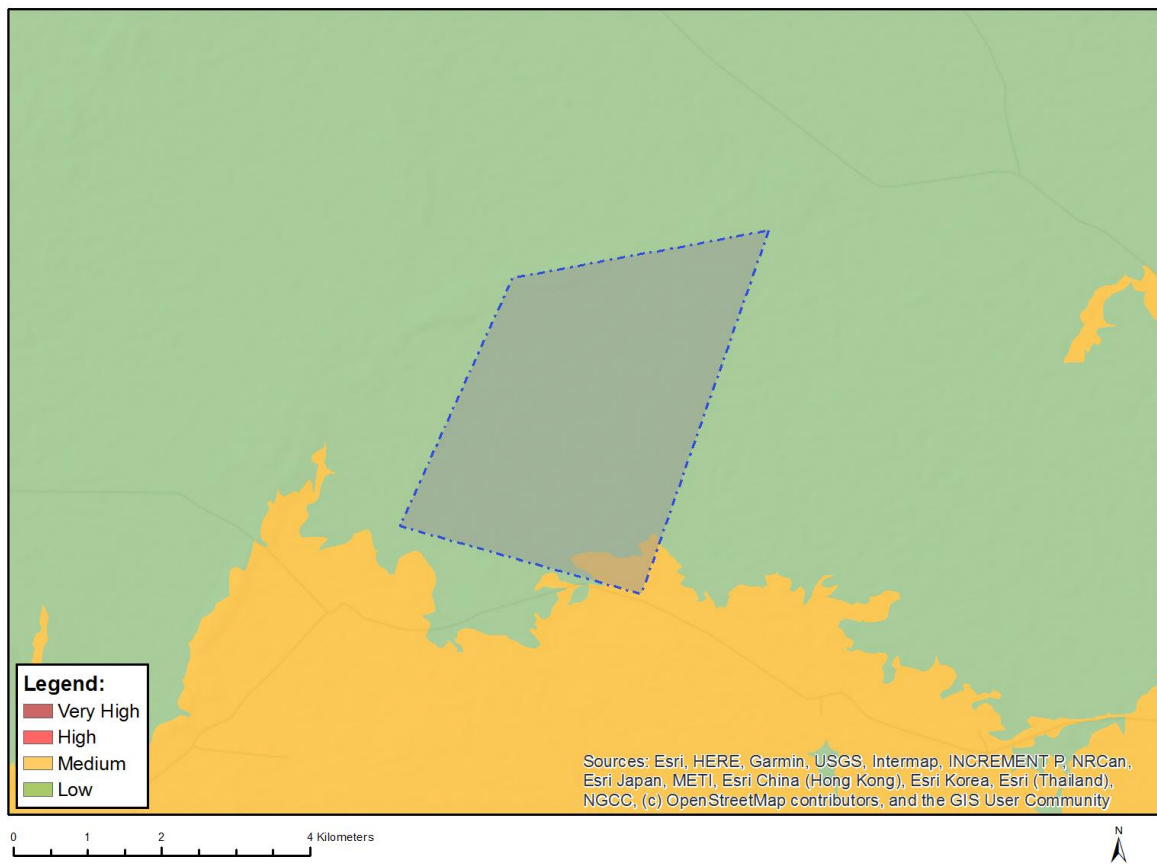 Legend:
Very High
High
Medium
Low
Sources: Esri, HERE, Garmin, USGS, Intermap, INCREMENT P, NRCan,
Esri Japan, METI, Esri China (Hong Kong), Esri Korea, Esri (Thailand),
NGCC, (c) OpenStreetMap contributors, and the GIS User Community
0 1 2 4 Kilometers
N